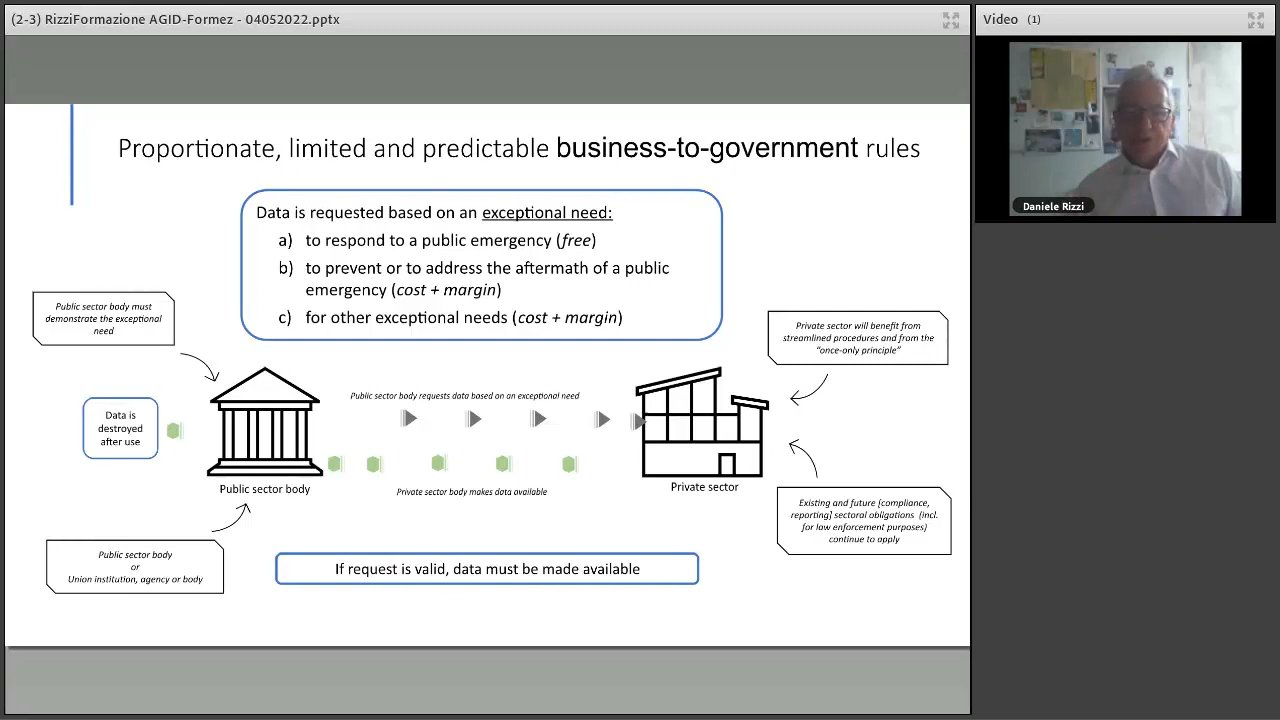 (2-3) RizziFormazione AGID-Formez - 04052022.pptx
Video (1)
Daniele Rizzi
Proportionate, limited and predictable business-to-government rules
Data is requested based on an exceptional need:
a) to respond to a public emergency (free)
b) to prevent or to address the aftermath of a public
emergency (cost + margin)
c) for other exceptional needs (cost + margin)
Public sector body must
demonstrate the exceptional
need
Private sector will benefit from
streamlined procedures and from the
“once-only principle”
Data is
destroyed
after use
Public sector body requests data based on an exceptional need
Private sector body makes data available
Public sector body
Private sector
Existing and future [compliance,
reporting] sectoral obligations (incl.
for low enforcement purposes)
continue to apply
Public sector body
or
Union institution, agency or body
If request is valid, data must be made available